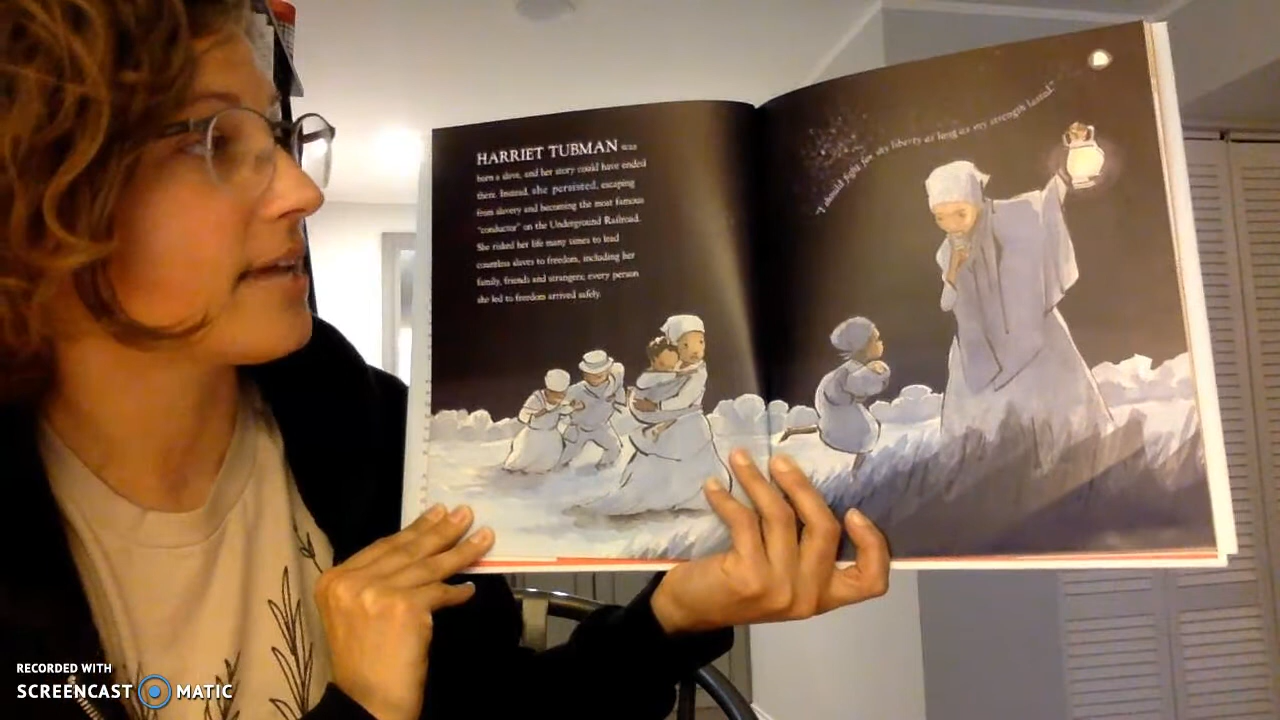 HARRIET TUBMAN was
born a slave, and her story could have ended
there. Instead, she persisted, escaping
from slavery and becoming the most famous
"conductor" on the Underground Railroad.
She risked her life many times to lead
countless slaves to freedom, including her
family, friends and strangers; every person
she led to freedom arrived safely.
"I should fight for my liberty as long as my strength lasted."
RECORDED WITH
SCREENCAST MATIC